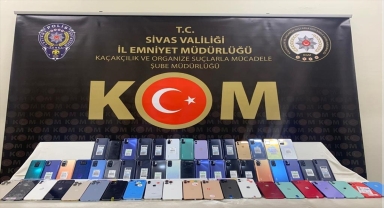 T.C.
SİVAS VALİLİĞİ
İL EMNİYET MÜDÜRLÜĞÜ
KAÇAKÇILIK VE ORGANİZE SUÇLARLA MÜCADELE
ŞUBE MÜDÜRLÜĞÜ
KOM